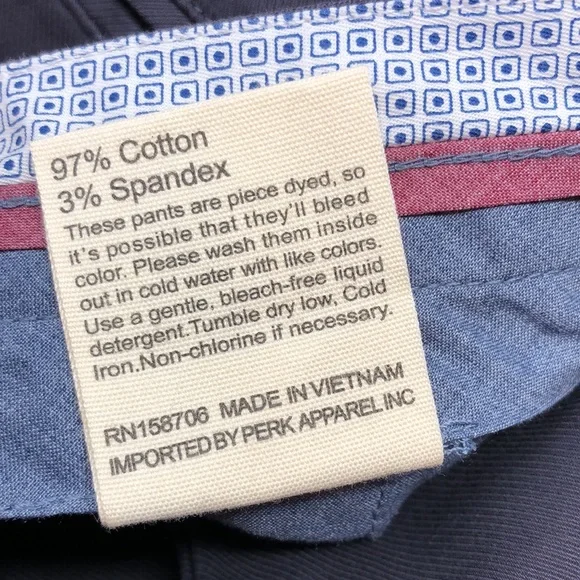 97% Cotton
3% Spandex
These pants are piece dyed, so
it's possible that they'll bleed
color. Please wash them inside
out in cold water with like colors.
Use a gentle, bleach-free liquid
detergent.Tumble dry low, Cold
Iron.Non-chlorine if necessary.
RN158706 MADE IN VIETNAM
IMPORTED BY PERK APPAREL INC